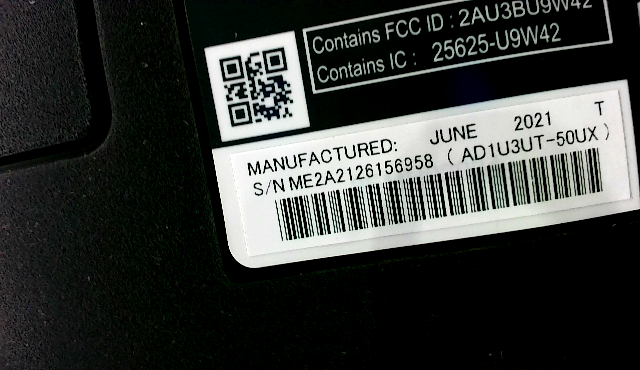 Contains FCC ID : 2AU3BU9W42
Contains IC : 25625-U9W42
MANUFACTURED: JUNE 2021 T
S/N ME2A2126156958 ( AD1U3UT-50UX )